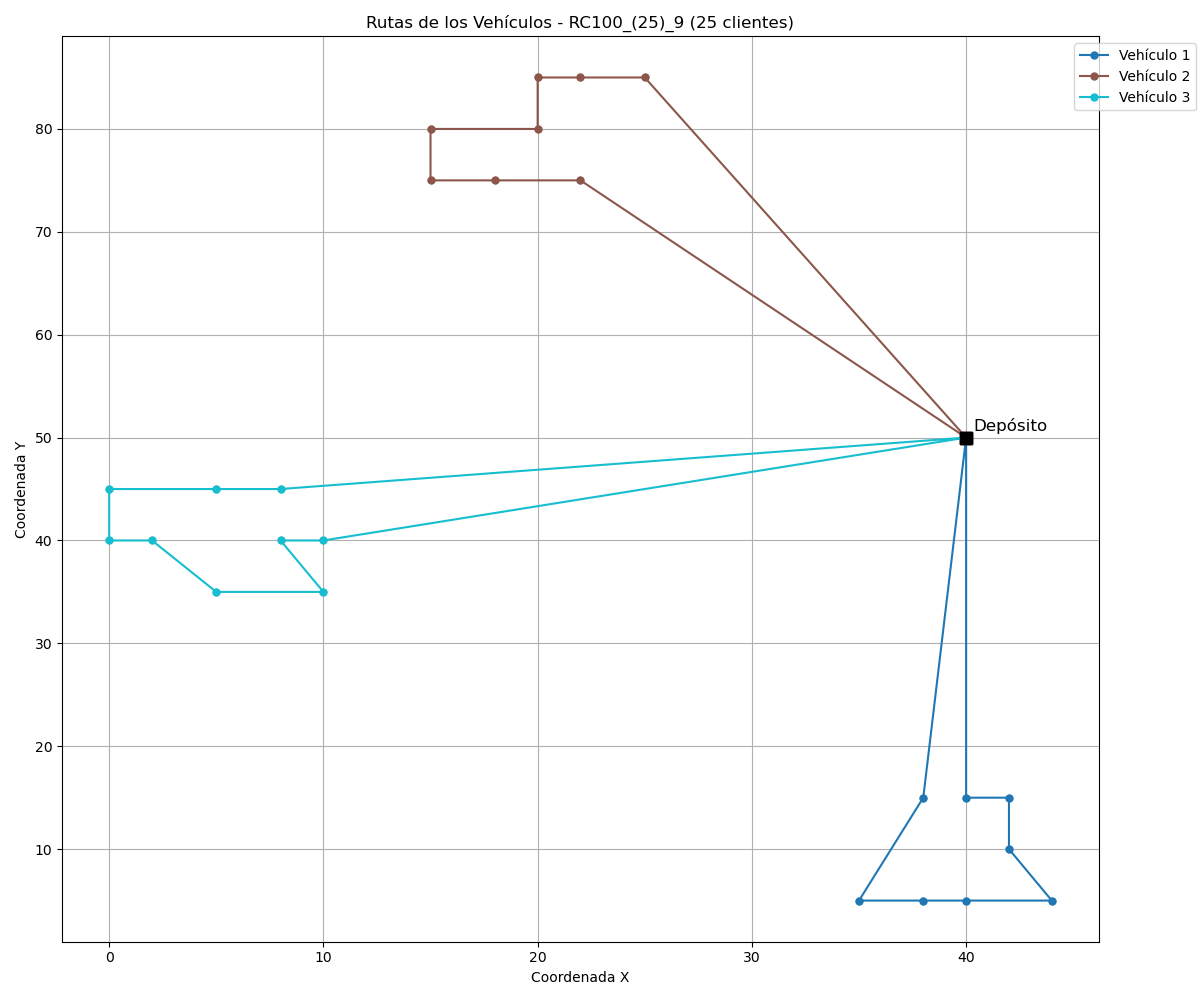 Rutas de los Vehículos - RC100_(25)_9 (25 clientes)
Vehículo 1
Vehículo 2
Vehículo 3
80
70
60
50
40
30
20
10
Coordenada Y
Depósito
0 10 20 30 40
Coordenada X